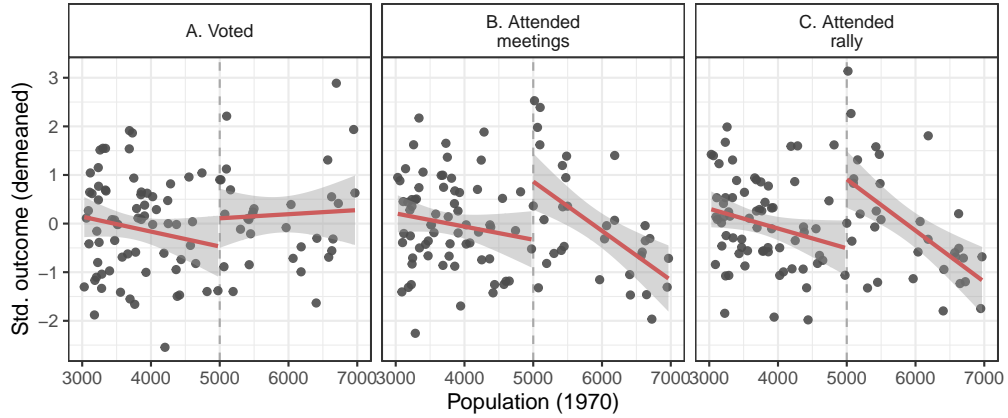 A. Voted
B. Attended
meetings
C. Attended
rally
Std. outcome (demeaned)
3
2
1
0
−1
−2
3000 4000 5000 6000 7000
3000 4000 5000 6000 7000
3000 4000 5000 6000 7000
Population (1970)